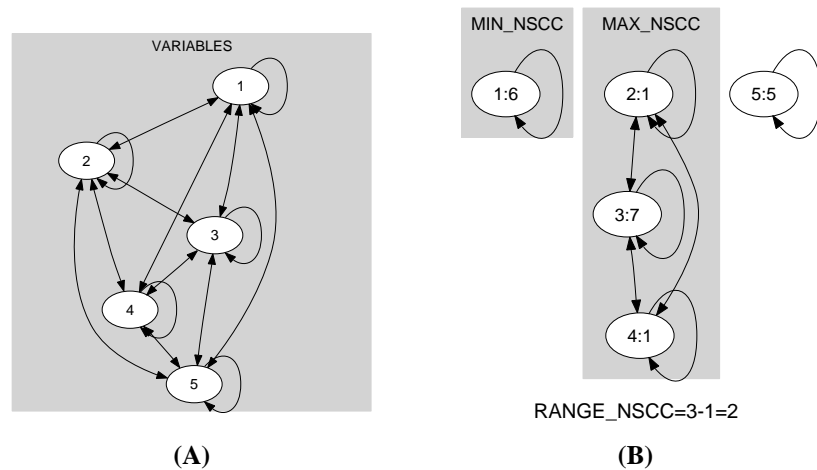 VARIABLES
1
2
3
4
5
(A)
MIN_NSCC
1:6
MAX_NSCC
2:1
3:7
4:1
5:5
RANGE_NSCC=3-1=2
(B)